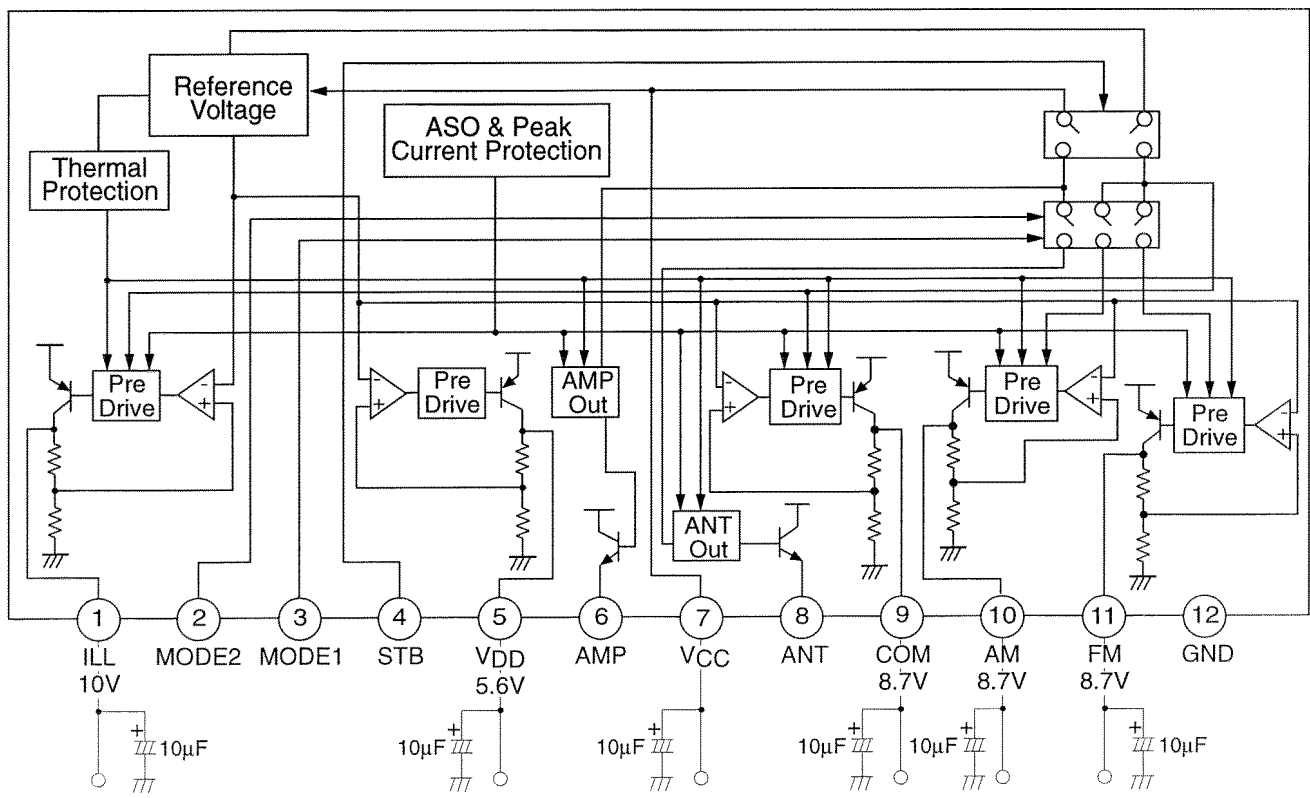 Reference
Voltage
ASO & Peak
Current Protection
Thermal
Protection
Pre
Drive
-
+
-
+
Pre
Drive
AMP
Out
-
+
Pre
Drive
Pre
Drive
-
+
Pre
Drive
-
+
ANT
Out
1 2 3 4 5 6 7 8 9 10 11 12
ILL MODE2 MODE1 STB VDD AMP VCC ANT COM AM FM GND
10V 5.6V 8.7V 8.7V 8.7V
+ + + + + +
10μF 10μF 10μF 10μF 10μF 10μF